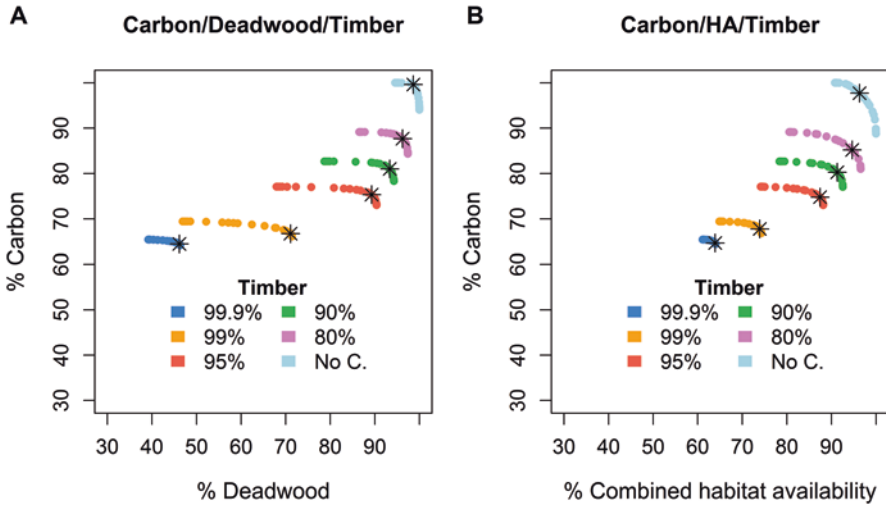 A
Carbon/Deadwood/Timber
% Carbon
90
80
70
60
50
40
30
Timber
99.9%
90%
99%
80%
95%
No C.
30 40 50 60 70 80 90
% Deadwood
B
Carbon/HA/Timber
% Carbon
90
80
70
60
50
40
30
Timber
99.9%
90%
99%
80%
95%
No C.
30 40 50 60 70 80 90
% Combined habitat availability